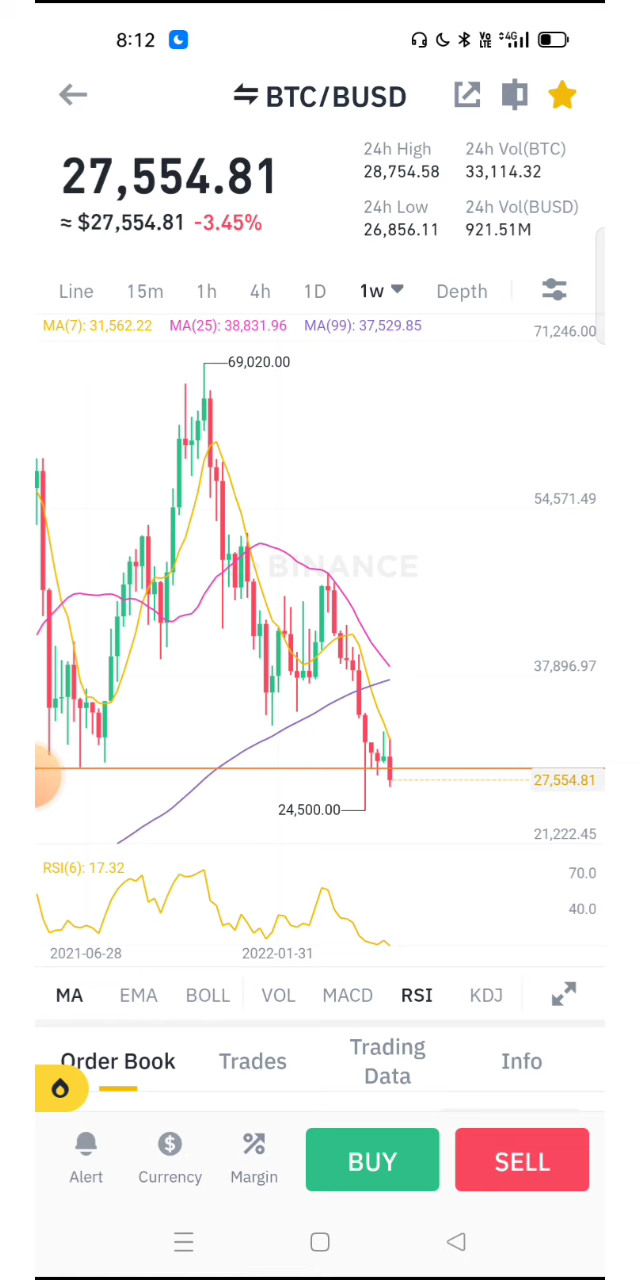 8:12
Vo LTE 4G
BTC/BUSD
27,554.81
≈ $27,554.81 -3.45%
24h High 24h Vol(BTC)
28,754.58 33,114.32
24h Low 24h Vol(BUSD)
26,856.11 921.51M
Line 15m 1h 4h 1D 1w Depth
MA(7): 31,562.22 MA(25): 38,831.96 MA(99): 37,529.85
71,246.00
69,020.00
54,571.49
BINANCE
37,896.97
27,554.81
24,500.00
21,222.45
RSI(6): 17.32
70.0
40.0
2021-06-28 2022-01-31
MA EMA BOLL VOL MACD RSI KDJ
Order Book Trades Trading Data Info
Alert Currency Margin BUY SELL